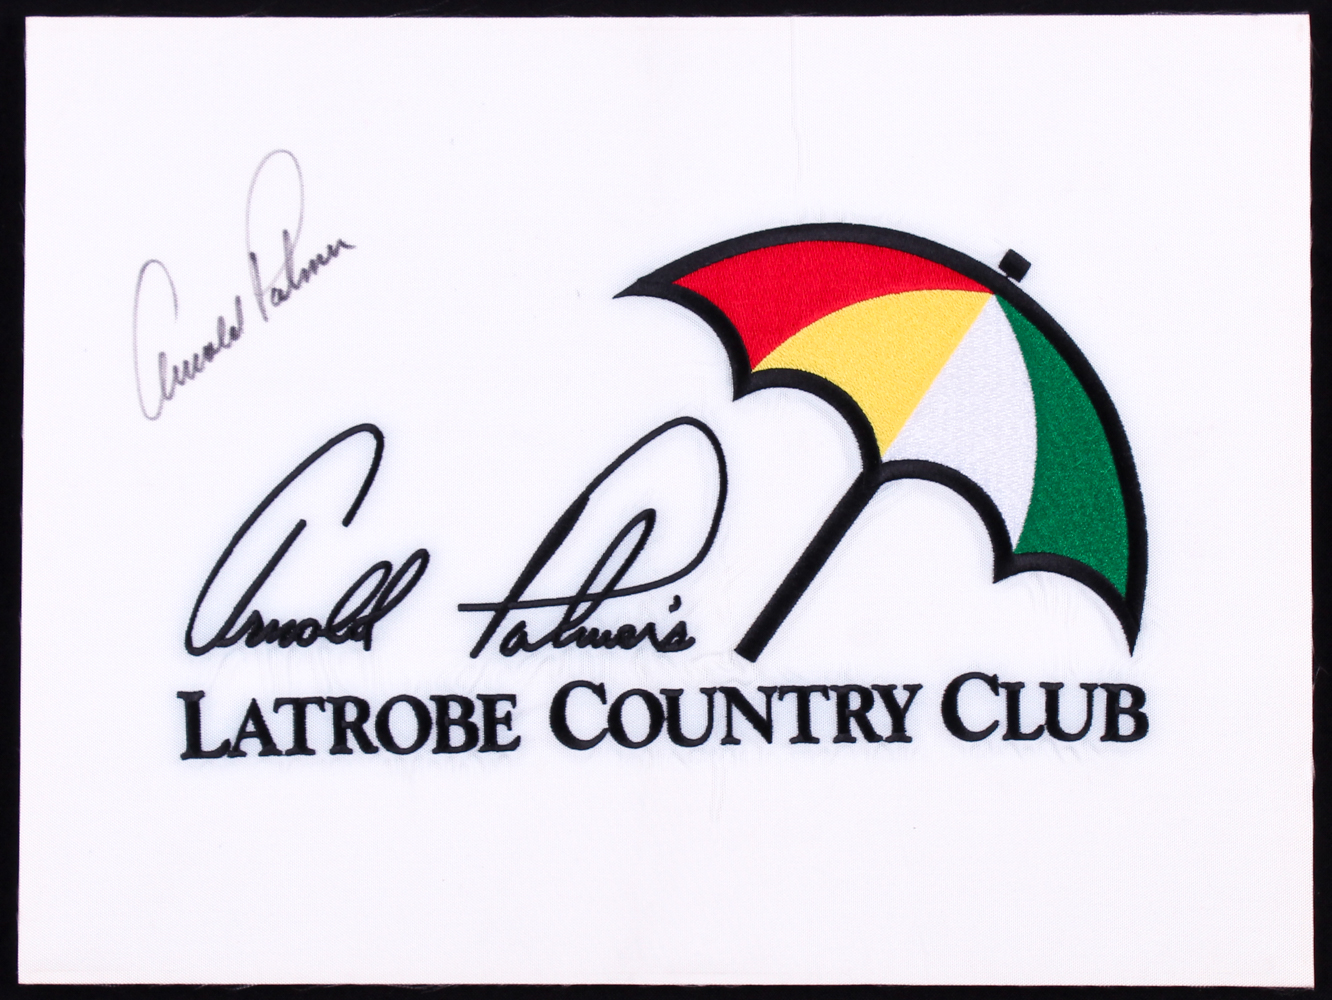 Arnold Palmer
Arnold Palmer's
LATROBE COUNTRY CLUB